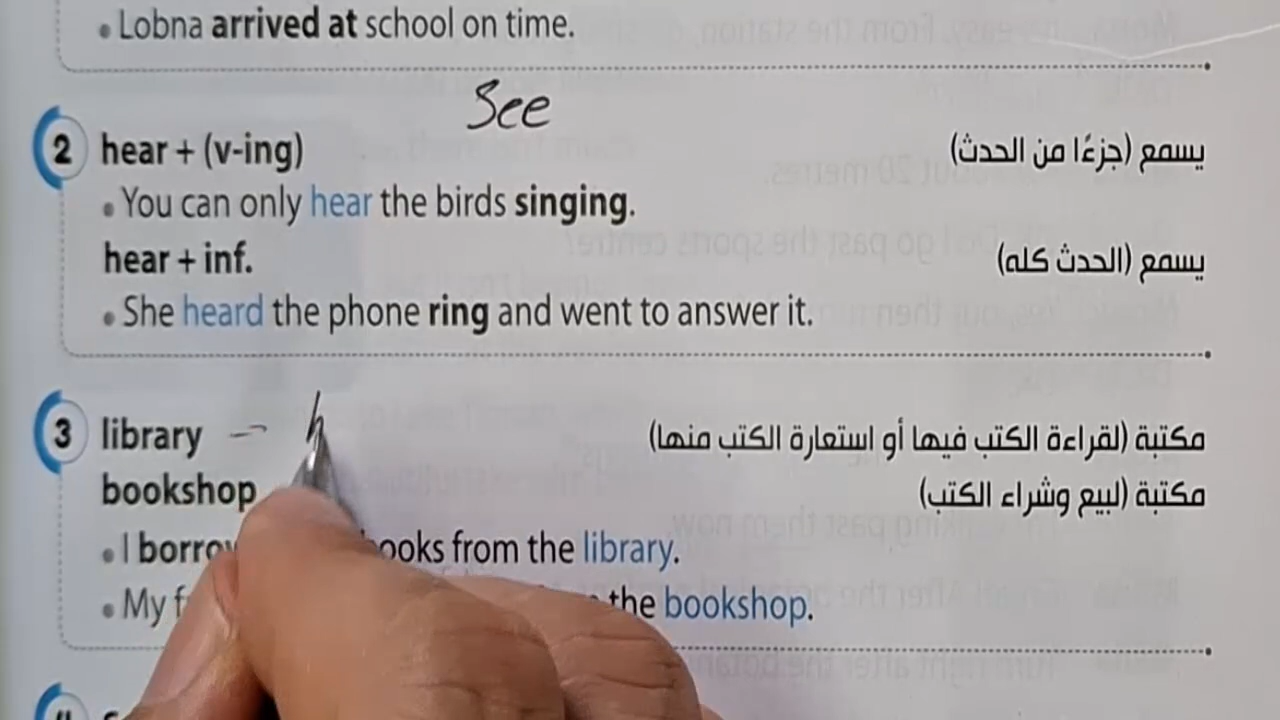 • Lobna arrived at school on time.
See
2 hear + (v-ing) يسمع (جزءًا من الحدث)
• You can only hear the birds singing.
hear + inf. يسمع (الحدث كله)
• She heard the phone ring and went to answer it.
3 library – h مكتبة (لقراءة الكتب فيها أو استعارة الكتب منها)
bookshop مكتبة (لبيع وشراء الكتب)
• I books from the library.
• My the bookshop.